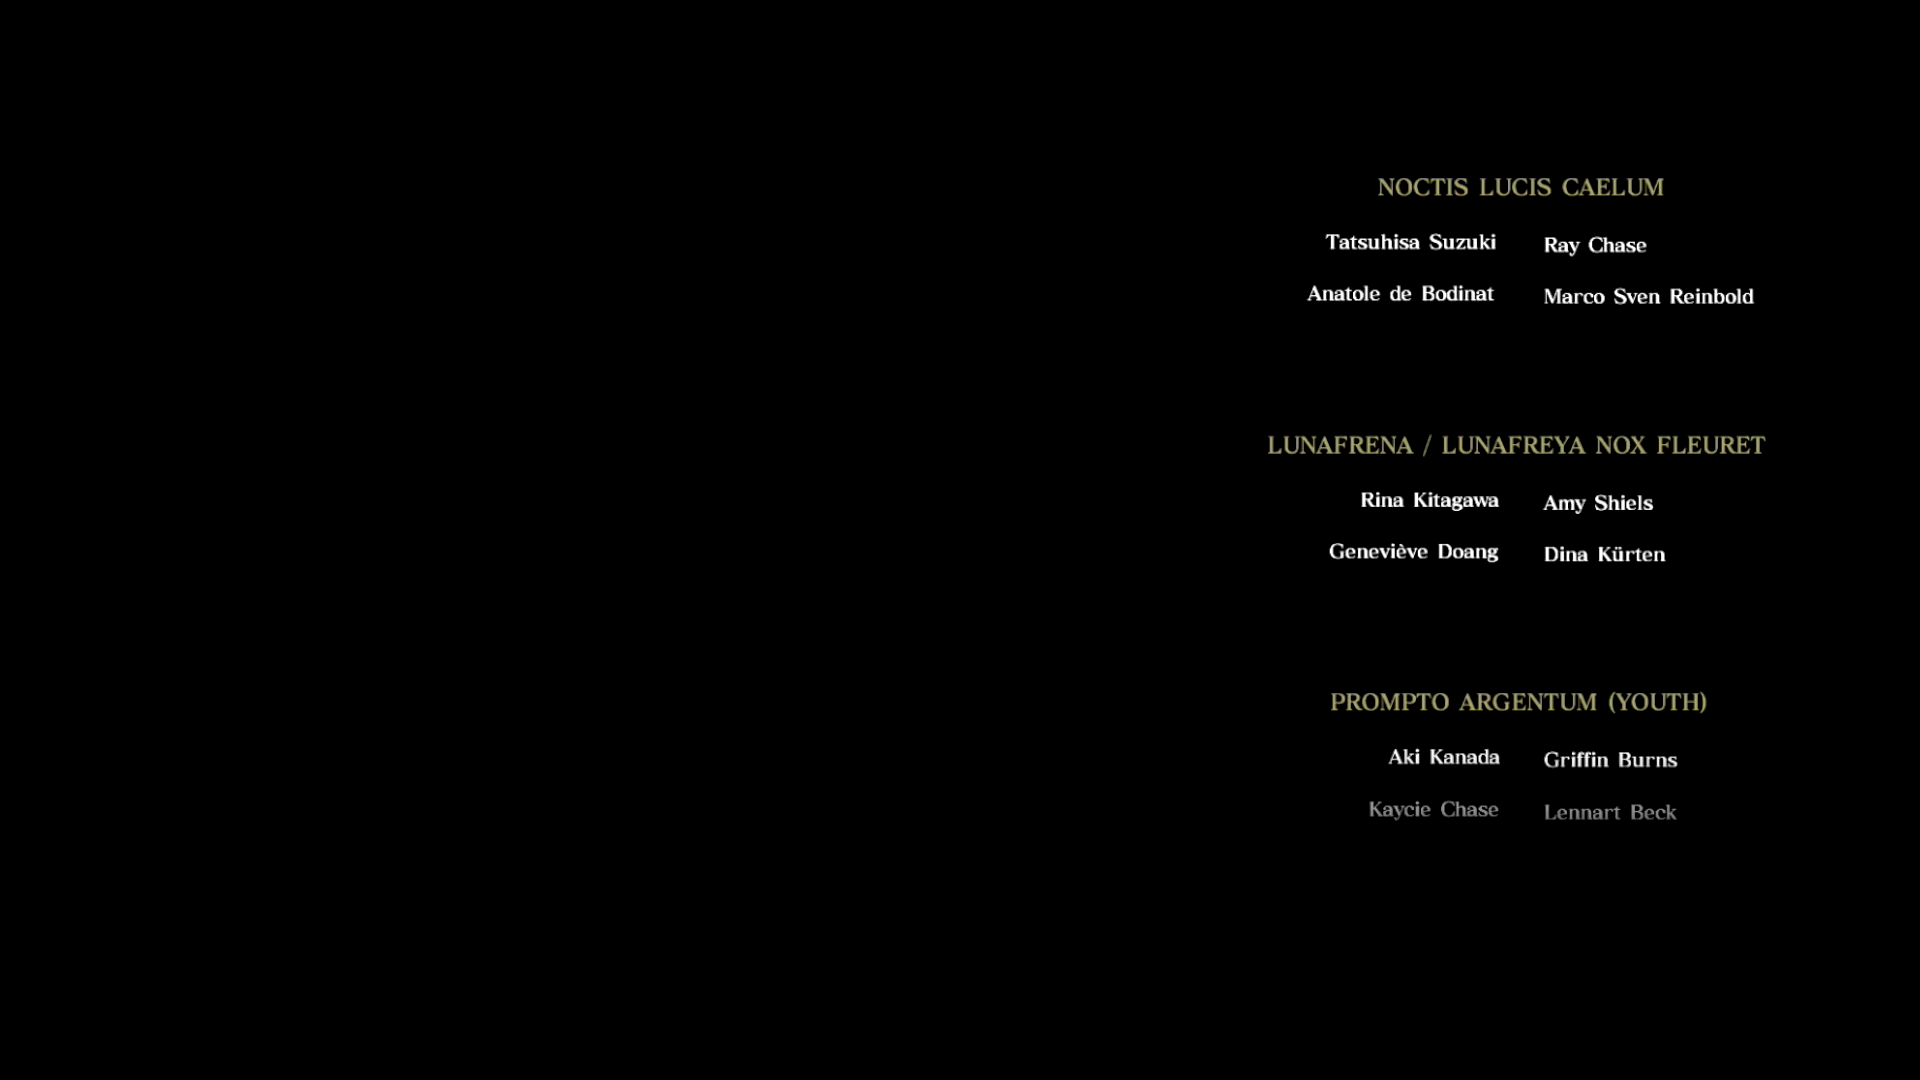 NOCTIS LUCIS CAELUM
Tatsuhisa Suzuki Ray Chase
Anatole de Bodinat Marco Sven Reinbold
LUNAFRENA / LUNAFREYA NOX FLEURET
Rina Kitagawa Amy Shiels
Geneviève Doang Dina Kürten
PROMPTO ARGENTUM (YOUTH)
Aki Kanada Griffin Burns
Kaycie Chase Lennart Beck